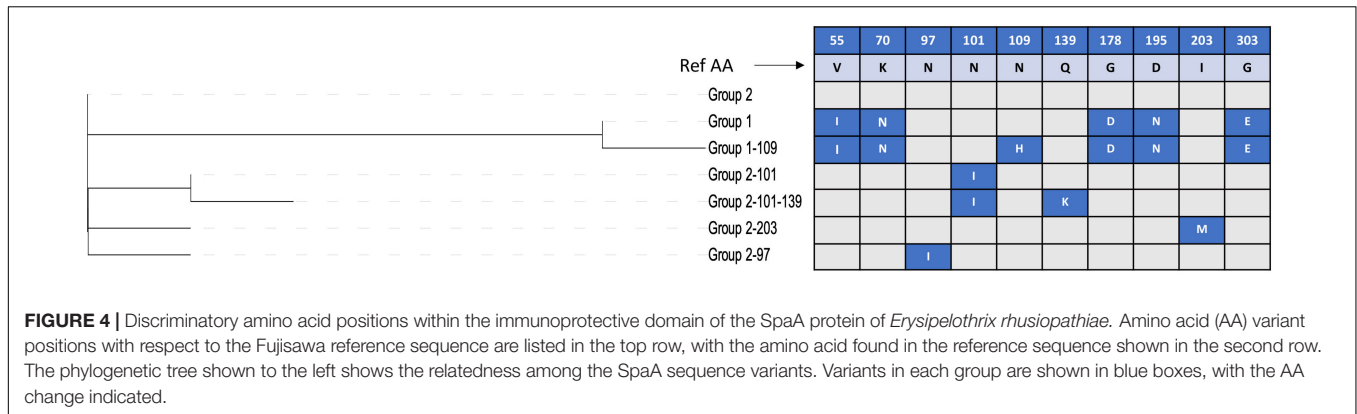 55 70 97 101 109 139 178 195 203 303
Ref AA V K N N N Q G D I G
Group 2
Group 1 I N D N E
Group 1-109 I N H D N E
Group 2-101 I
Group 2-101-139 I K
Group 2-203 M
Group 2-97 I
FIGURE 4 | Discriminatory amino acid positions within the immunoprotective domain of the SpaA protein of Erysipelothrix rhusiopathiae. Amino acid (AA) variant
positions with respect to the Fujisawa reference sequence are listed in the top row, with the amino acid found in the reference sequence shown in the second row.
The phylogenetic tree shown to the left shows the relatedness among the SpaA sequence variants. Variants in each group are shown in blue boxes, with the AA
change indicated.